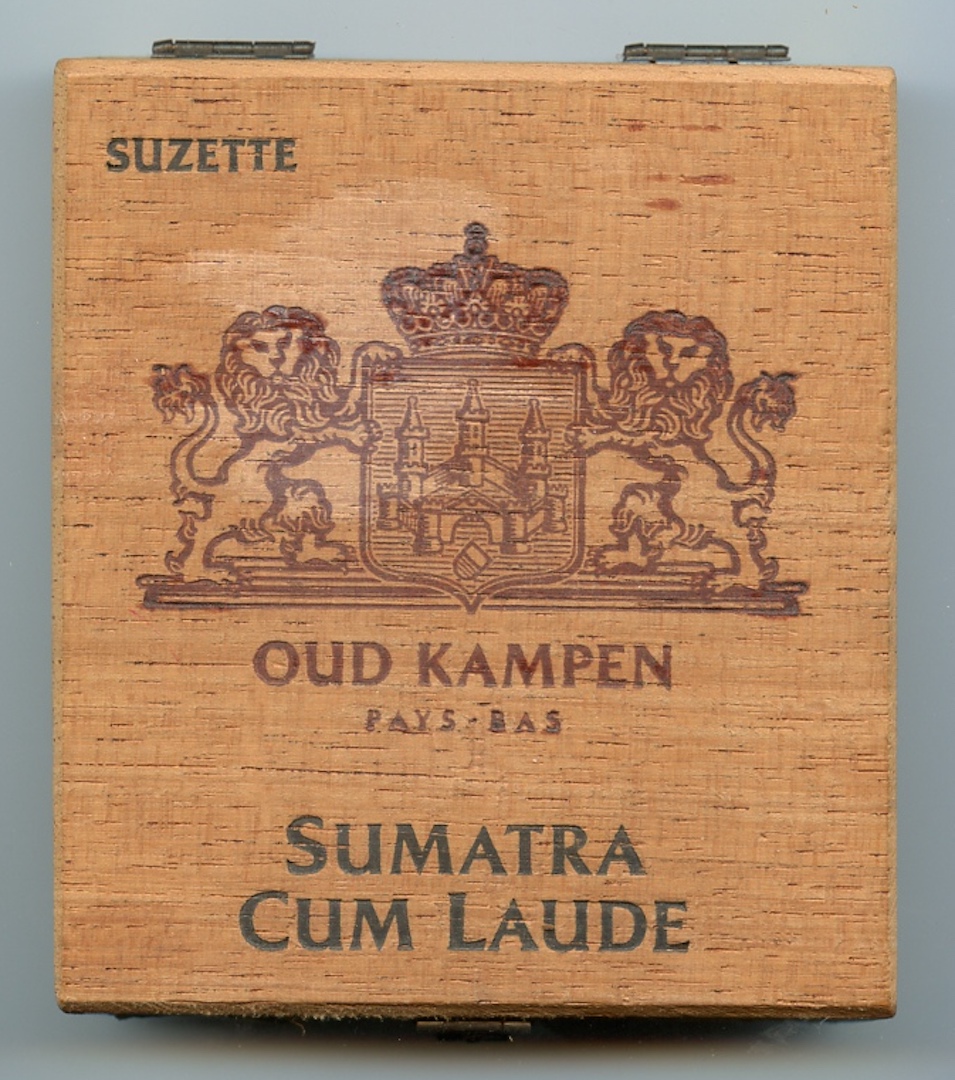 SUZETTE
OUD KAMPEN
PAYS-BAS
SUMATRA
CUM LAUDE